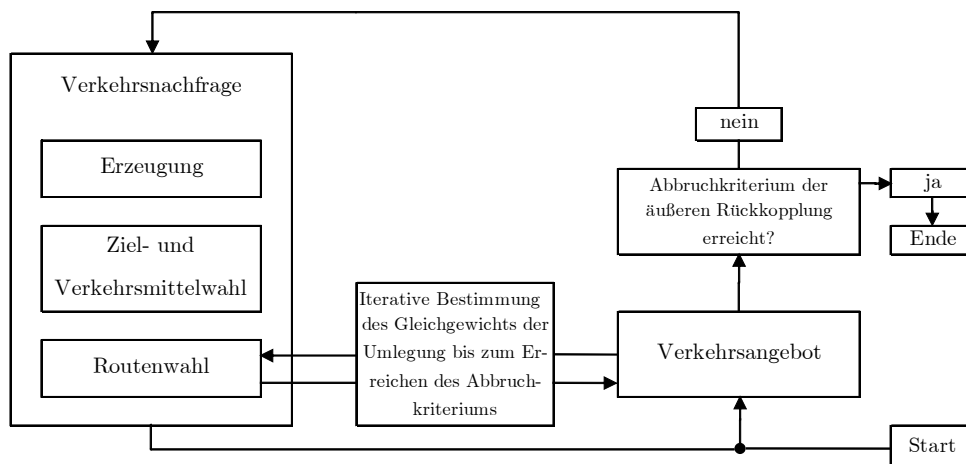 Verkehrsnachfrage
Erzeugung
Ziel- und
Verkehrsmittelwahl
Routenwahl
Iterative Bestimmung
des Gleichgewichts der
Umlegung bis zum Er-
reichen des Abbruch-
kriteriums
nein
Abbruchkriterium der
äußeren Rückkopplung
erreicht?
ja
Ende
Verkehrsangebot
Start